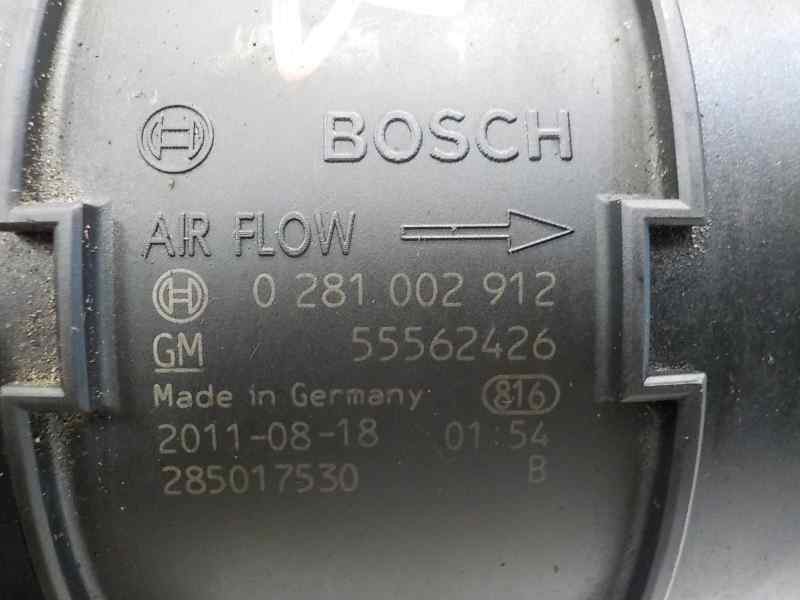 BOSCH
AIR FLOW
0 281 002 912
GM 55562426
Made in Germany 816
2011-08-18 01:54
285017530 B